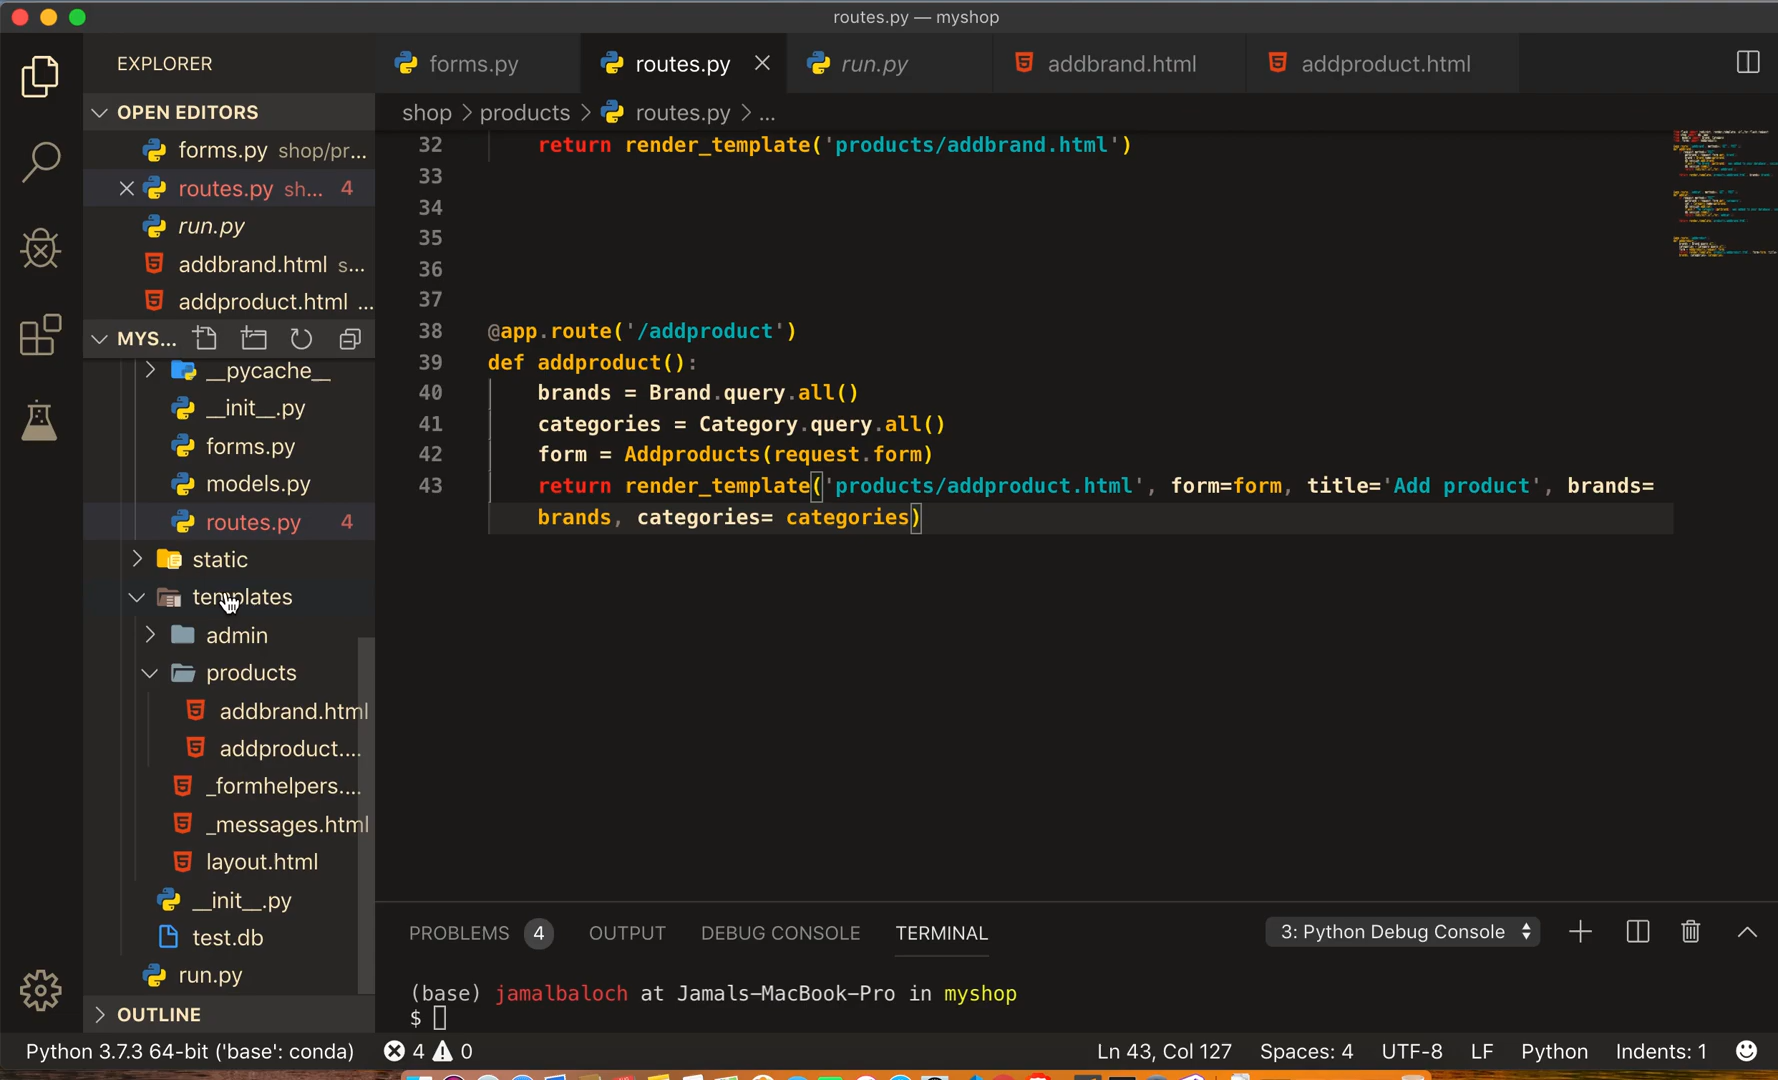 routes.py — myshop
EXPLORER
forms.py
routes.py
run.py
addbrand.html
addproduct.html
OPEN EDITORS
shop > products > routes.py > ...
forms.py shop/pr...
routes.py sh... 4
run.py
addbrand.html s...
addproduct.html ...
MYS...
__pycache__
__init__.py
forms.py
models.py
routes.py 4
static
templates
admin
products
addbrand.html
addproduct....
_formhelpers....
_messages.html
layout.html
__init__.py
test.db
run.py
OUTLINE
32 return render_template('products/addbrand.html')
33
34
35
36
37
38 @app.route('/addproduct')
39 def addproduct():
40 brands = Brand.query.all()
41 categories = Category.query.all()
42 form = Addproducts(request.form)
43 return render_template('products/addproduct.html', form=form, title='Add product', brands=
brands, categories= categories)
PROBLEMS 4 OUTPUT DEBUG CONSOLE TERMINAL 3: Python Debug Console
(base) jamalbaloch at Jamals-MacBook-Pro in myshop
$
Python 3.7.3 64-bit ('base': conda) 4 0 Ln 43, Col 127 Spaces: 4 UTF-8 LF Python Indents: 1